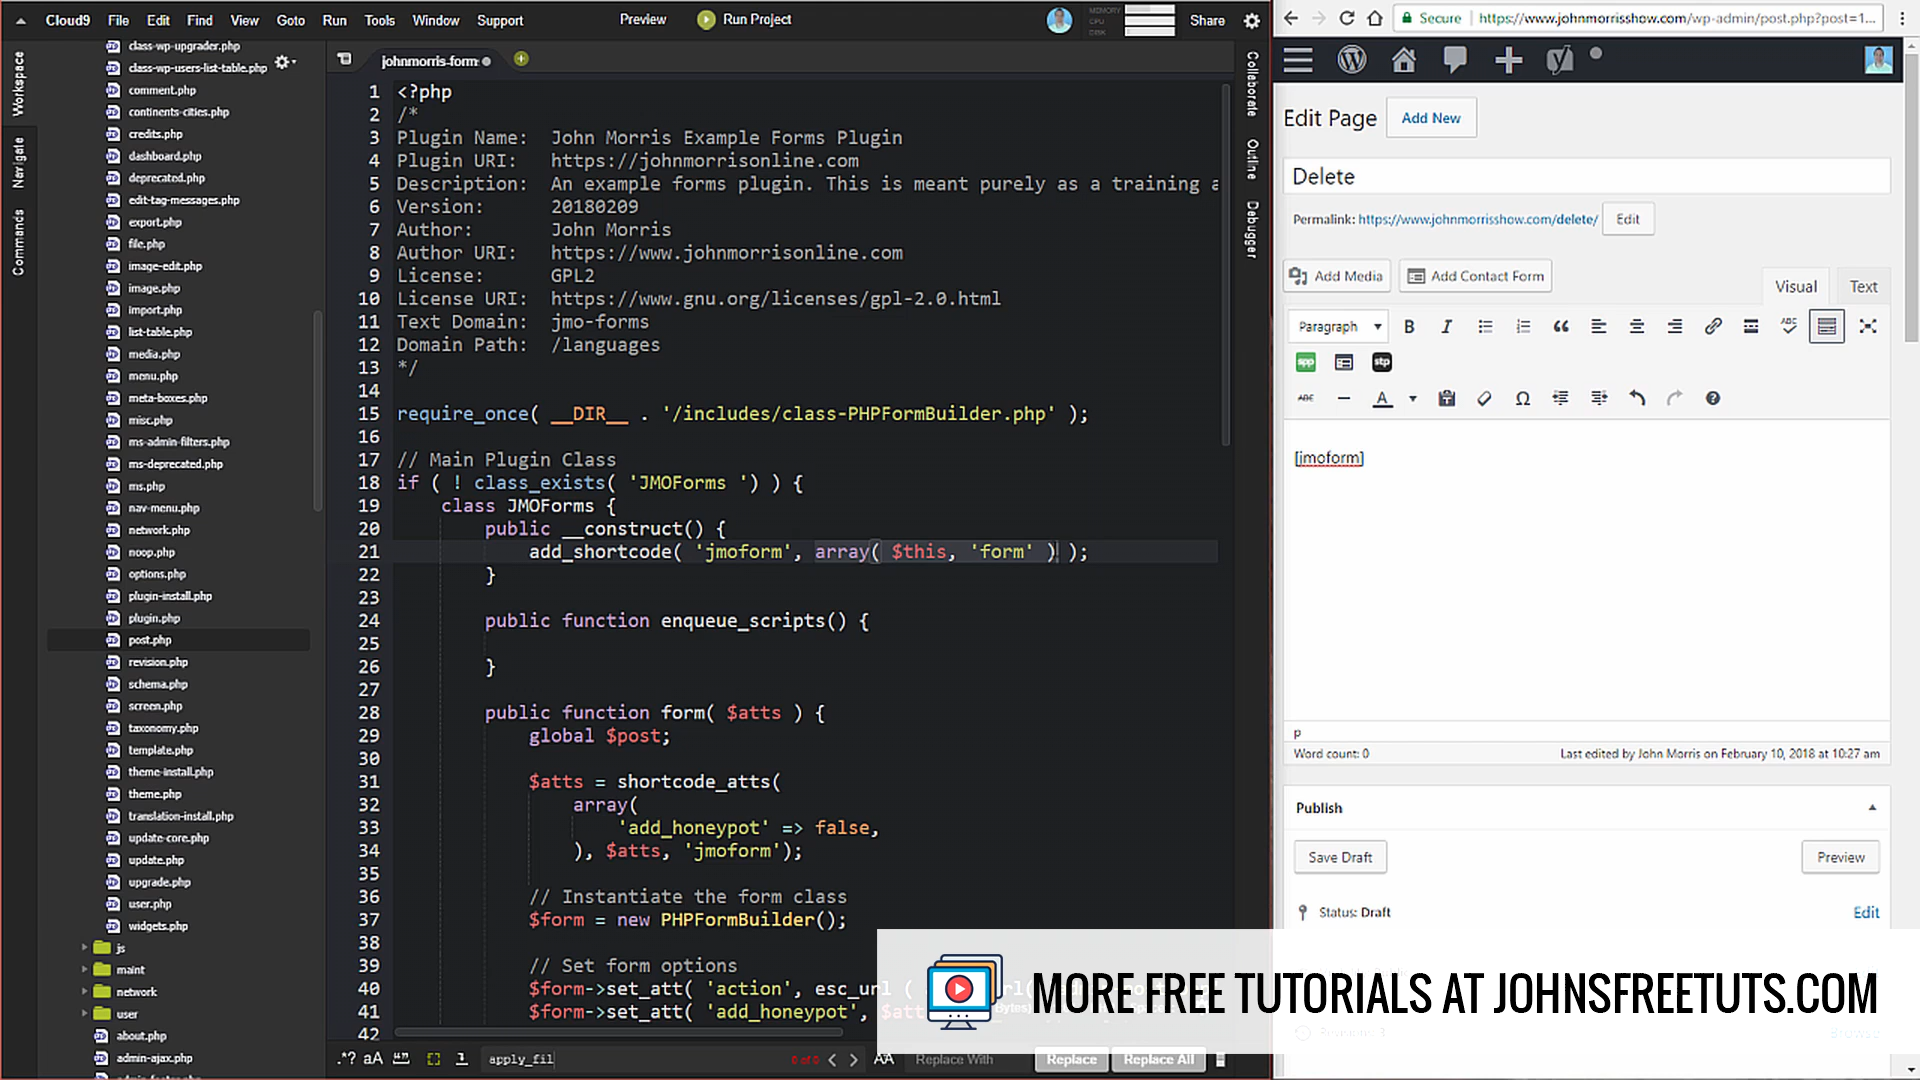 Cloud9 File Edit Find View Goto Run Tools Window Support Preview Run Project MEMORY CPU DISK Share
Workspace
Navigate
Commands
class-wp-upgrader.php
class-wp-users-list-table.php
comment.php
continents-cities.php
credits.php
dashboard.php
deprecated.php
edit-tag-messages.php
export.php
file.php
image-edit.php
image.php
import.php
list-table.php
media.php
menu.php
meta-boxes.php
misc.php
ms-admin-filters.php
ms-deprecated.php
ms.php
nav-menu.php
network.php
noop.php
options.php
plugin-install.php
plugin.php
post.php
revision.php
schema.php
screen.php
taxonomy.php
template.php
theme-install.php
theme.php
translation-install.php
update-core.php
update.php
upgrade.php
user.php
widgets.php
js
maint
network
user
about.php
admin-ajax.php
johnmorris-form
1 <?php
2 /*
3 Plugin Name: John Morris Example Forms Plugin
4 Plugin URI: https://johnmorrisonline.com
5 Description: An example forms plugin. This is meant purely as a training a
6 Version: 20180209
7 Author: John Morris
8 Author URI: https://www.johnmorrisonline.com
9 License: GPL2
10 License URI: https://www.gnu.org/licenses/gpl-2.0.html
11 Text Domain: jmo-forms
12 Domain Path: /languages
13 */
14
15 require_once( __DIR__ . '/includes/class-PHPFormBuilder.php' );
16
17 // Main Plugin Class
18 if ( ! class_exists( 'JMOForms ') ) {
19 class JMOForms {
20 public __construct() {
21 add_shortcode( 'jmoform', array( $this, 'form' ) );
22 }
23
24 public function enqueue_scripts() {
25
26 }
27
28 public function form( $atts ) {
29 global $post;
30
31 $atts = shortcode_atts(
32 array(
33 'add_honeypot' => false,
34 ), $atts, 'jmoform');
35
36 // Instantiate the form class
37 $form = new PHPFormBuilder();
38
39 // Set form options
40 $form->set_att( 'action', esc_url (
41 $form->set_att( 'add_honeypot', $att
42
.*? aA apply_fil 0 of 0 AA Replace With Replace Replace All
Collaborate
Outline
Debugger
Secure https://www.johnmorrisshow.com/wp-admin/post.php?post=1...
Edit Page Add New
Delete
Permalink: https://www.johnmorrisshow.com/delete/ Edit
Add Media Add Contact Form Visual Text
Paragraph B I ABC
spp stp
ABC A Ω
[jmoform]
p
Word count: 0 Last edited by John Morris on February 10, 2018 at 10:27 am
Publish
Save Draft Preview
Status: Draft Edit
MORE FREE TUTORIALS AT JOHNSFREETUTS.COM
Browse